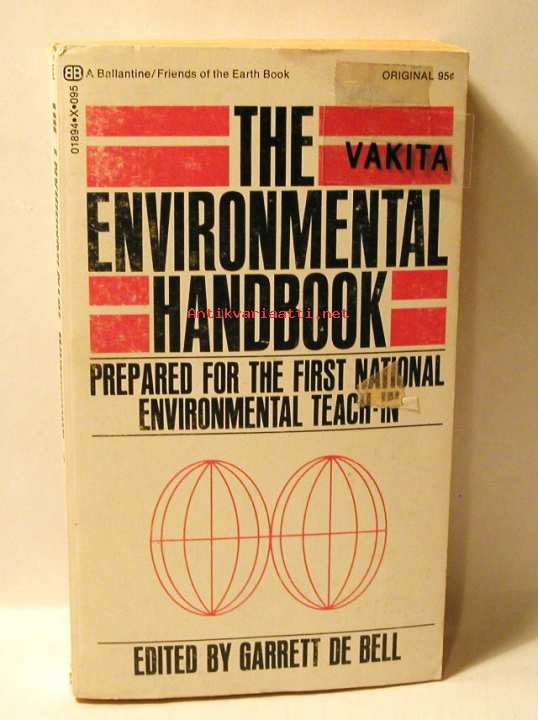 BB A Ballantine/Friends of the Earth Book
ORIGINAL 95¢
01894•X•095
THE
VAKITA
ENVIRONMENTAL
HANDBOOK
Antikvariaatti.net
PREPARED FOR THE FIRST NATIONAL
ENVIRONMENTAL TEACH-IN
EDITED BY GARRETT DE BELL